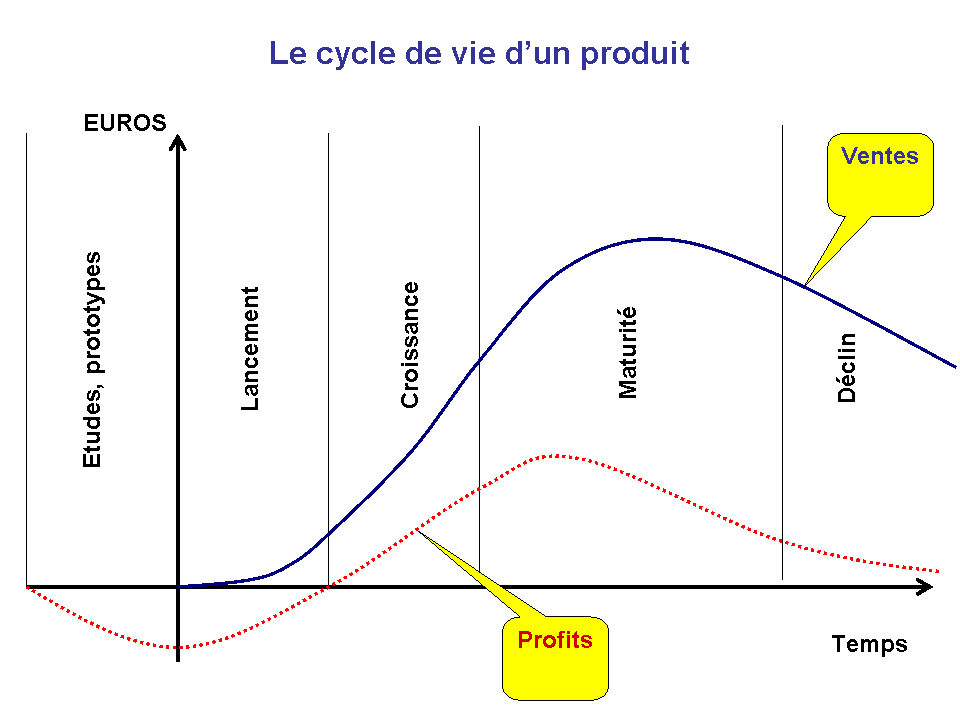 Le cycle de vie d’un produit
EUROS
Ventes
Etudes, prototypes
Lancement
Croissance
Maturité
Déclin
Profits
Temps